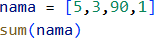 nama = [5,3,90,1]
sum(nama)